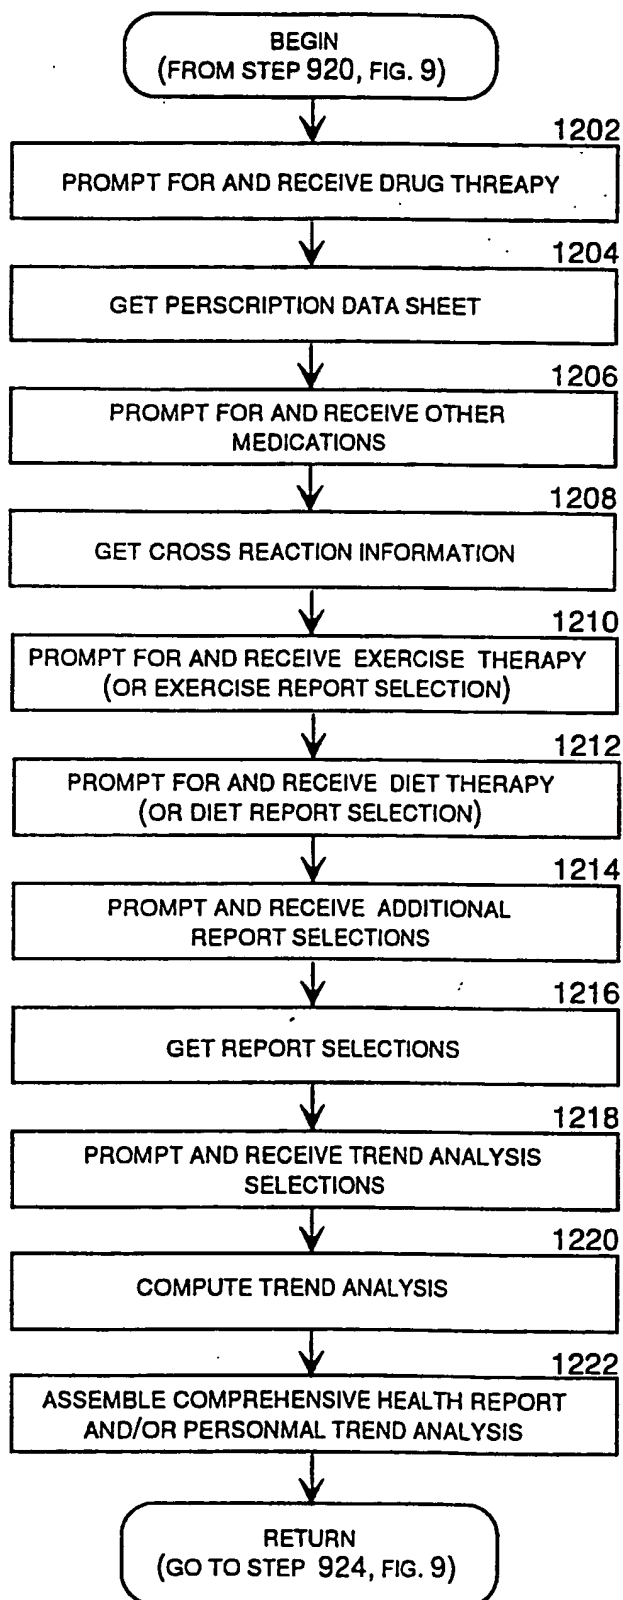 BEGIN
(FROM STEP 920, FIG. 9)
1202
PROMPT FOR AND RECEIVE DRUG THREAPY
1204
GET PERSCRIPTION DATA SHEET
1206
PROMPT FOR AND RECEIVE OTHER
MEDICATIONS
1208
GET CROSS REACTION INFORMATION
1210
PROMPT FOR AND RECEIVE EXERCISE THERAPY
(OR EXERCISE REPORT SELECTION)
1212
PROMPT FOR AND RECEIVE DIET THERAPY
(OR DIET REPORT SELECTION)
1214
PROMPT AND RECEIVE ADDITIONAL
REPORT SELECTIONS
1216
GET REPORT SELECTIONS
1218
PROMPT AND RECEIVE TREND ANALYSIS
SELECTIONS
1220
COMPUTE TREND ANALYSIS
1222
ASSEMBLE COMPREHENSIVE HEALTH REPORT
AND/OR PERSONMAL TREND ANALYSIS
RETURN
(GO TO STEP 924, FIG. 9)